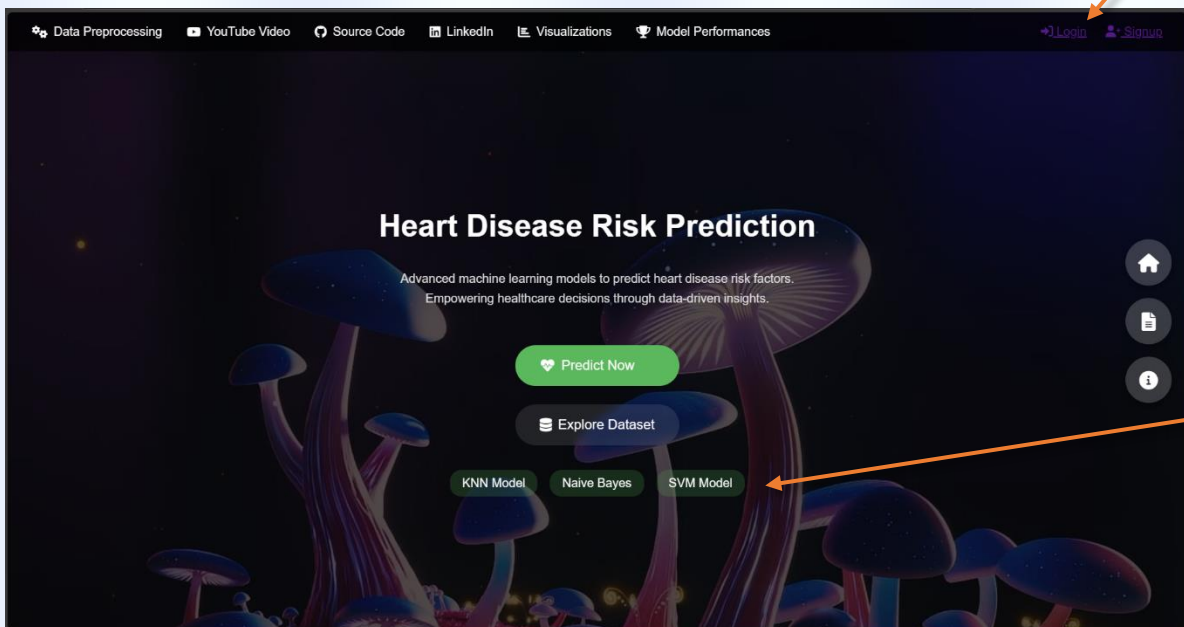 Data Preprocessing YouTube Video Source Code LinkedIn Visualizations Model Performances Login Signup
Heart Disease Risk Prediction
Advanced machine learning models to predict heart disease risk factors.
Empowering healthcare decisions through data-driven insights.
Predict Now
Explore Dataset
KNN Model Naive Bayes SVM Model